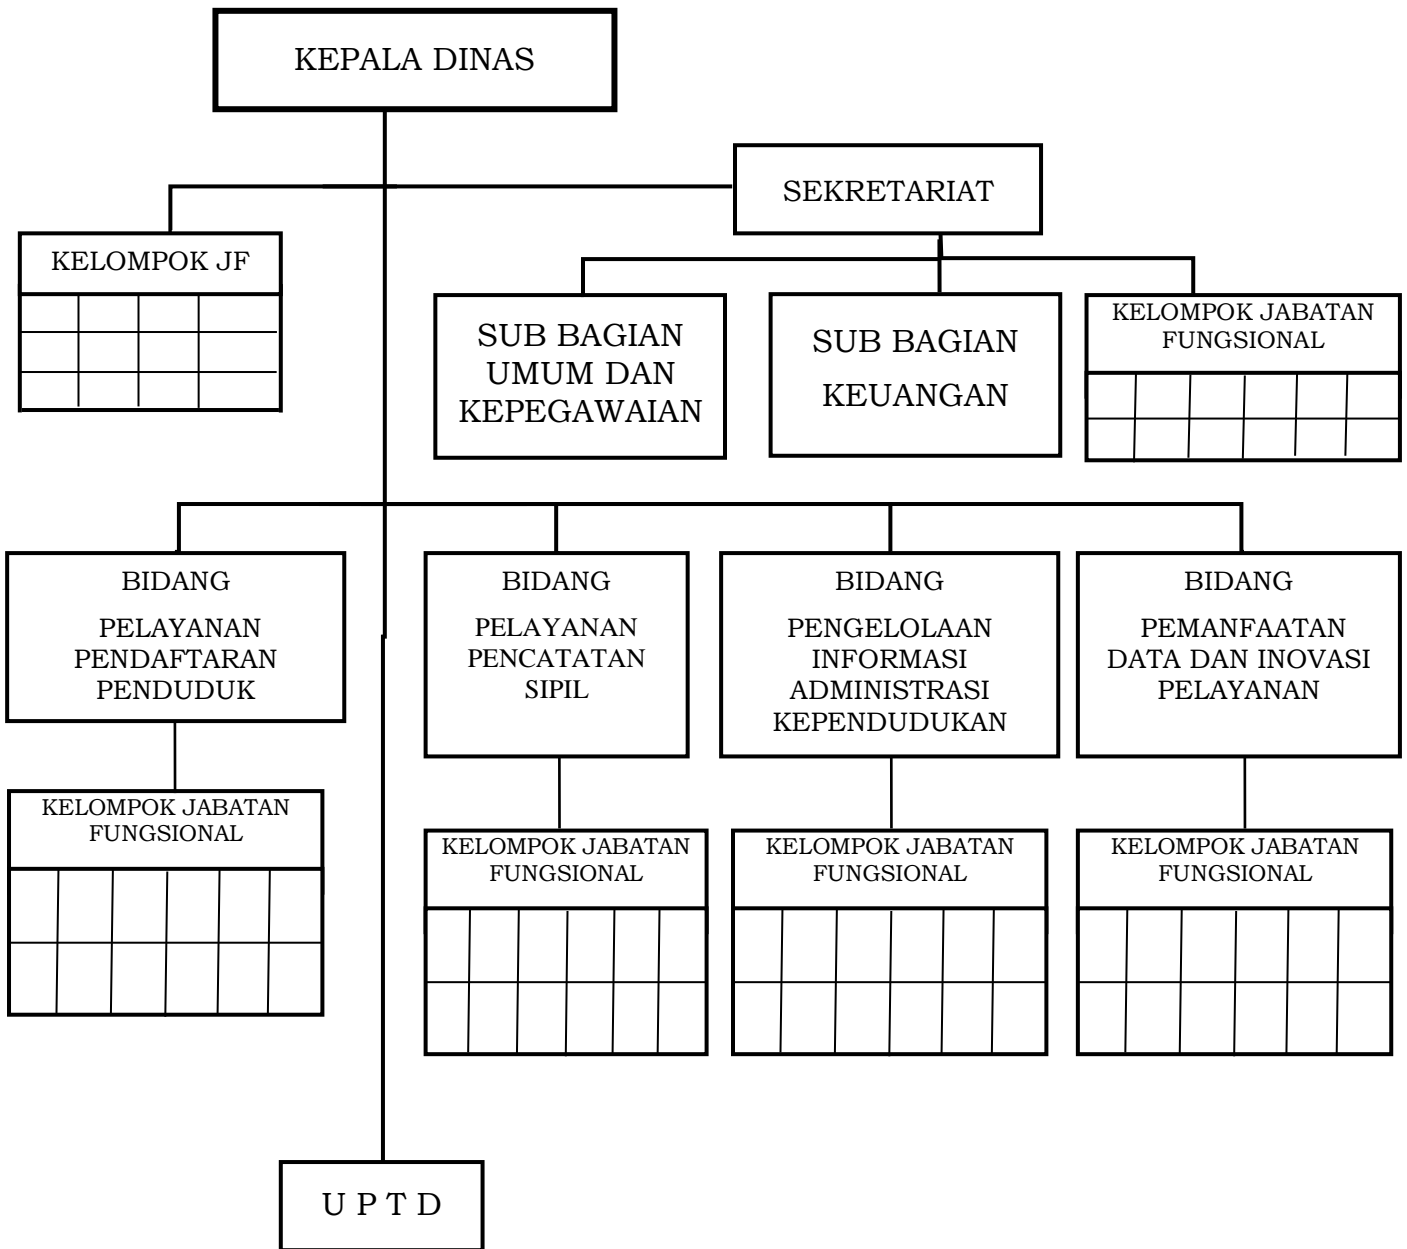 KEPALA DINAS
SEKRETARIAT
KELOMPOK JF
SUB BAGIAN
UMUM DAN
KEPEGAWAIAN
SUB BAGIAN
KEUANGAN
KELOMPOK JABATAN
FUNGSIONAL
BIDANG
PELAYANAN
PENDAFTARAN
PENDUDUK
BIDANG
PELAYANAN
PENCATATAN
SIPIL
BIDANG
PENGELOLAAN
INFORMASI
ADMINISTRASI
KEPENDUDUKAN
BIDANG
PEMANFAATAN
DATA DAN INOVASI
PELAYANAN
KELOMPOK JABATAN
FUNGSIONAL
KELOMPOK JABATAN
FUNGSIONAL
KELOMPOK JABATAN
FUNGSIONAL
KELOMPOK JABATAN
FUNGSIONAL
U P T D